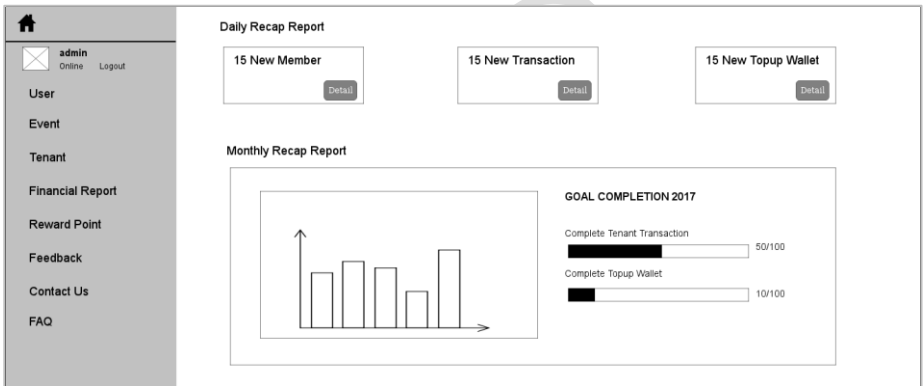 admin
Online Logout
User
Event
Tenant
Financial Report
Reward Point
Feedback
Contact Us
FAQ
Daily Recap Report
15 New Member
Detail
15 New Transaction
Detail
15 New Topup Wallet
Detail
Monthly Recap Report
GOAL COMPLETION 2017
Complete Tenant Transaction
50/100
Complete Topup Wallet
10/100